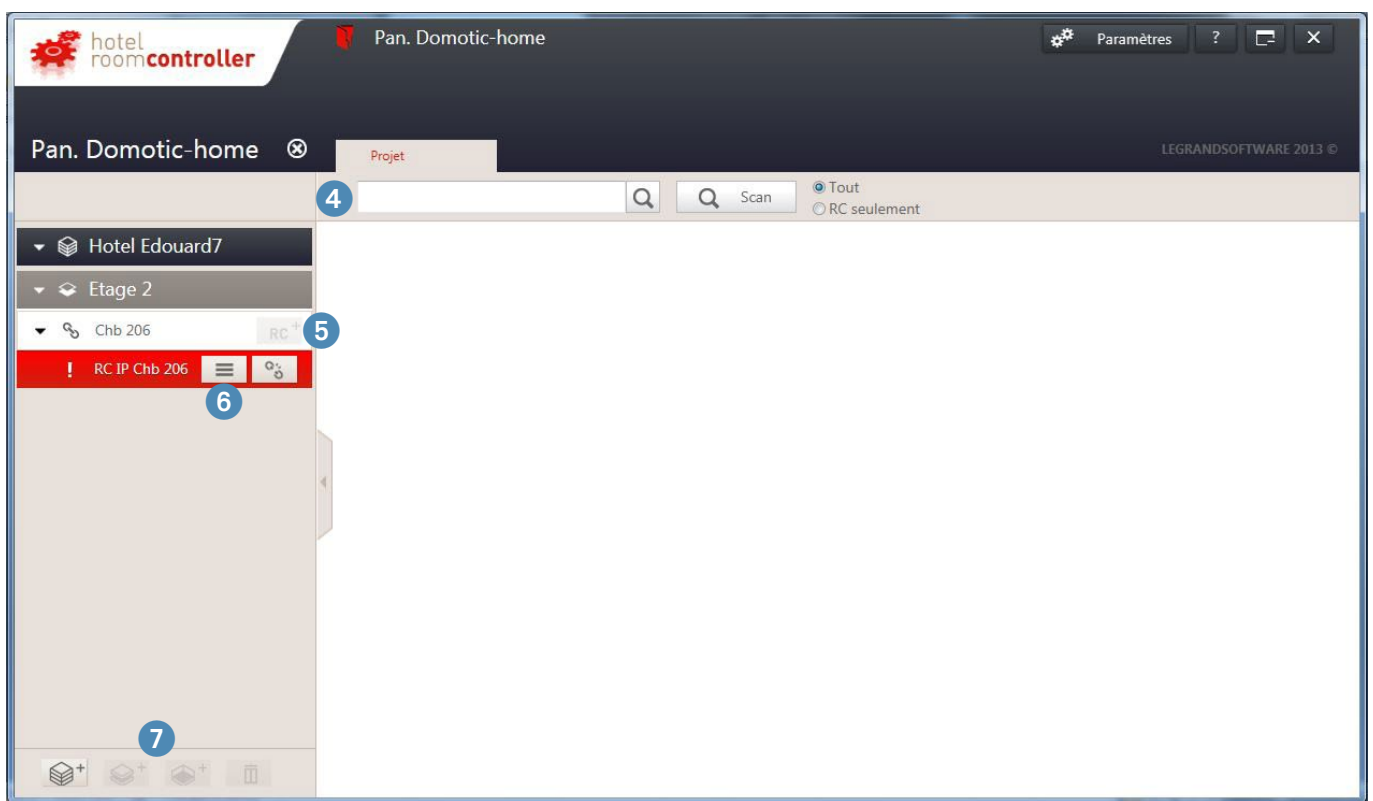 hotel
roomcontroller
Pan. Domotic-home
Paramètres
?
Pan. Domotic-home
Projet
LEGRANDSOFTWARE 2013 ©
4
Scan
Tout
RC seulement
Hotel Edouard7
Etage 2
Chb 206
RC +
5
! RC IP Chb 206
6
7